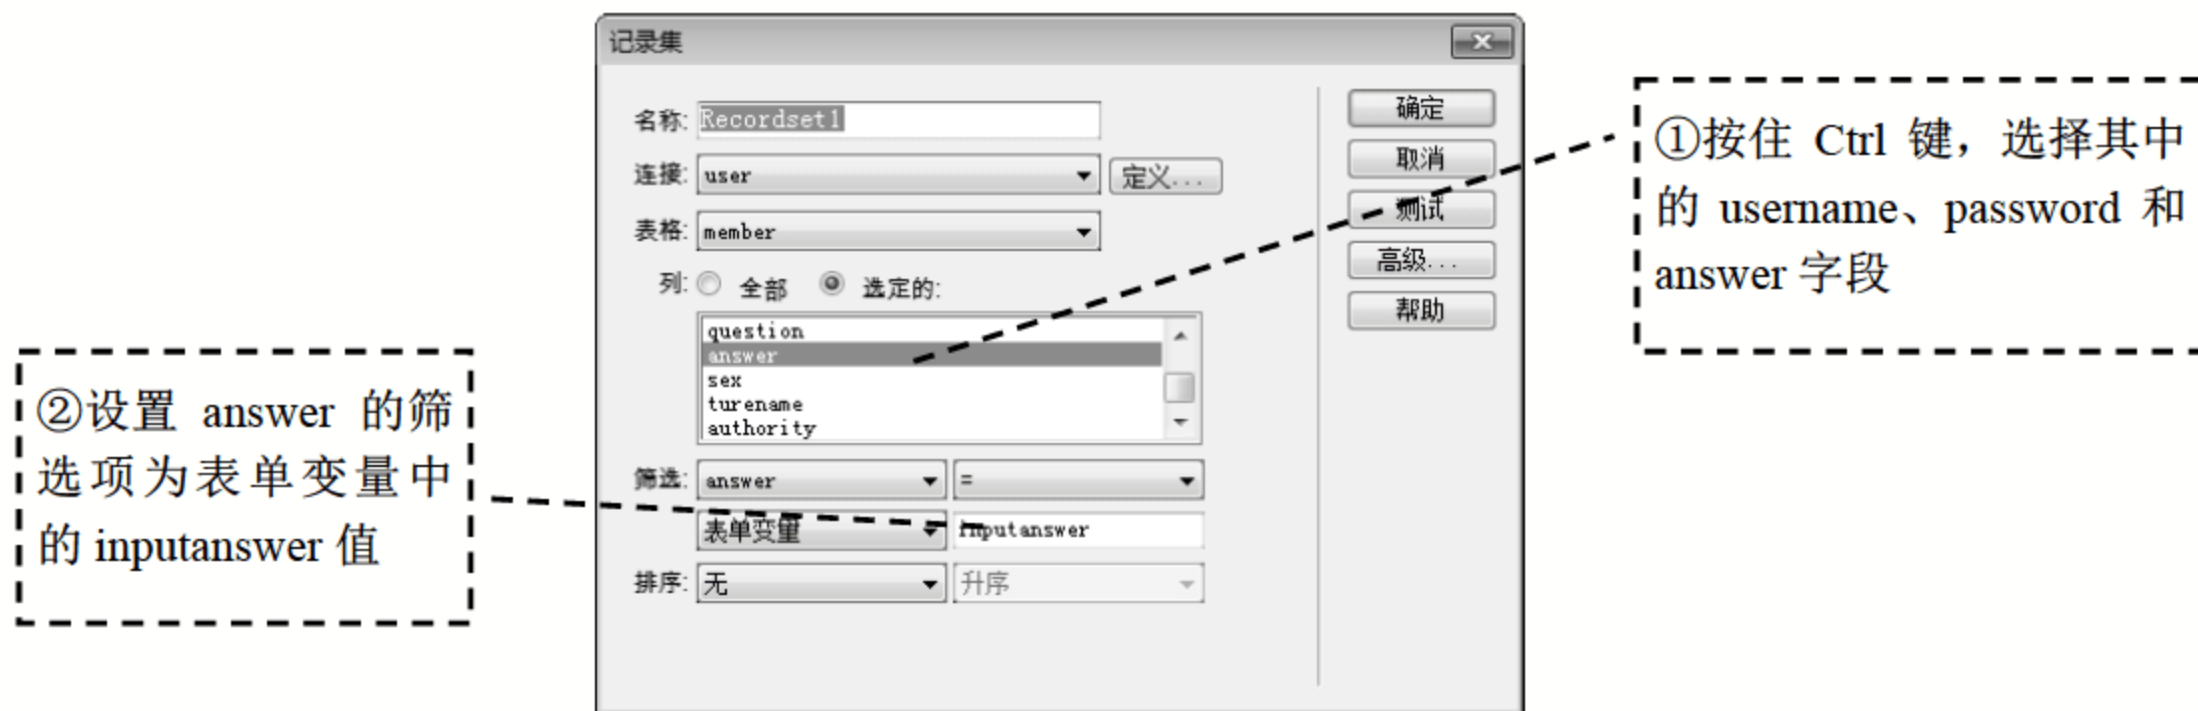 记录集
名称: Recordset1
连接: user 定义...
表格: member
列: 全部 选定的:
question
answer
sex
turename
authority
筛选: answer =
表单变量 inputanswer
排序: 无 升序
确定
取消
测试
高级...
帮助
①按住 Ctrl 键，选择其中
的 username、password 和
answer 字段
②设置 answer 的筛
选项为表单变量中
的 inputanswer 值